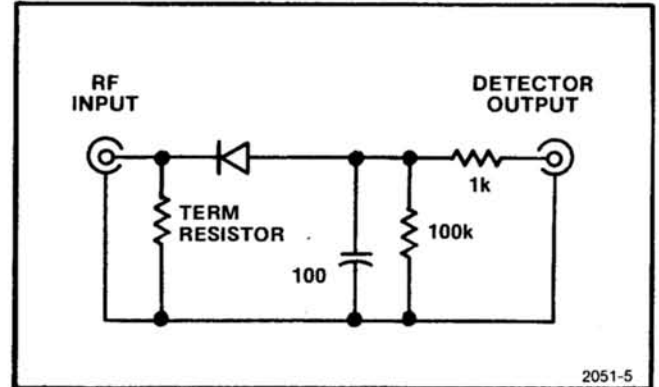 RF
INPUT
DETECTOR
OUTPUT
1k
TERM
RESISTOR
100k
100
2051-5